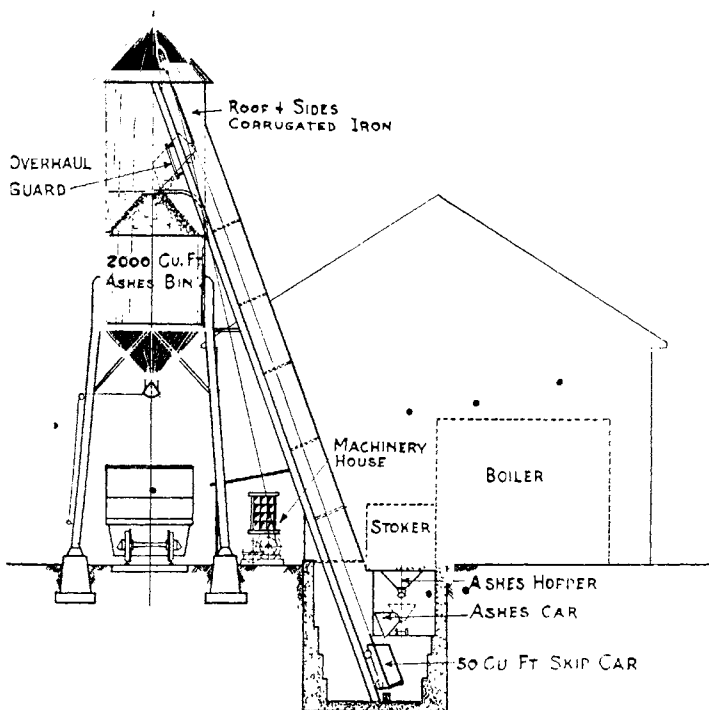 ROOF & SIDES
CORRUGATED IRON
OVERHAUL
GUARD
2000 CU. FT.
ASHES BIN
MACHINERY
HOUSE
BOILER
STOKER
ASHES HOPPER
ASHES CAR
50 CU FT SKIP CAR